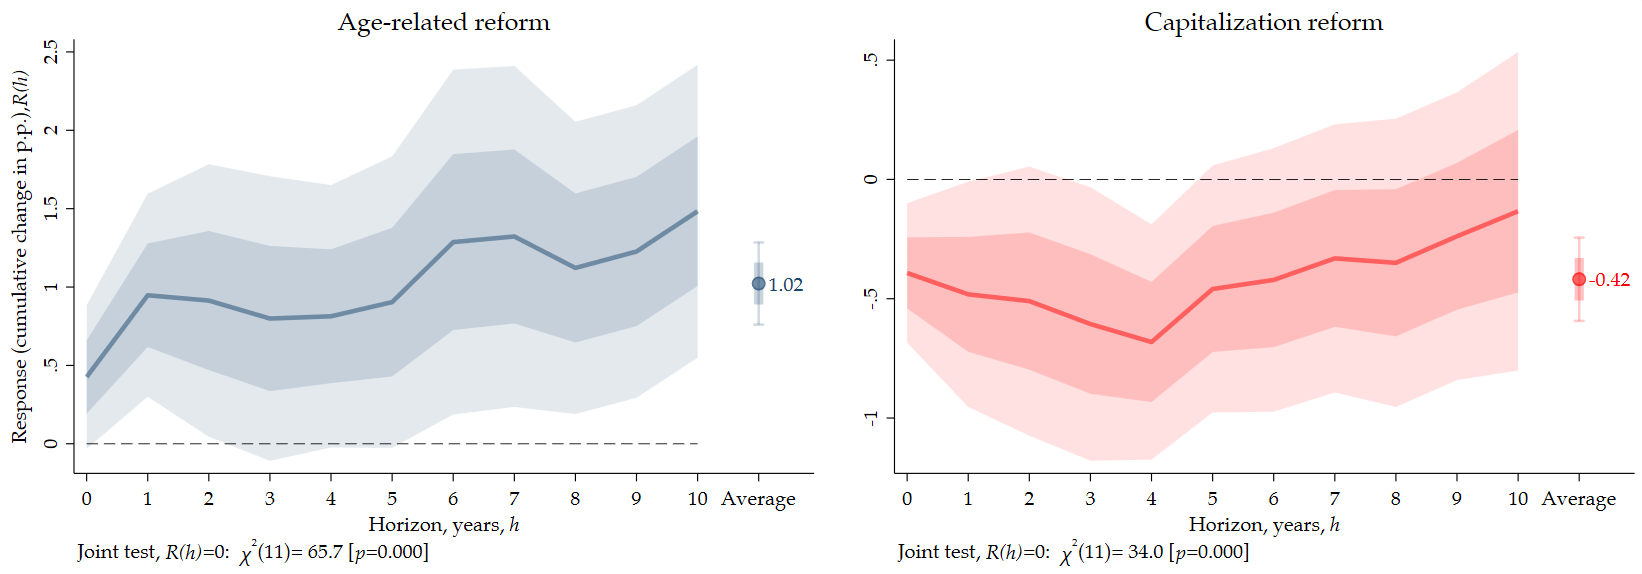 Age-related reform
Response (cumulative change in p.p.),R(h)
2.5
2
1.5
1
.5
0
1.02
0 1 2 3 4 5 6 7 8 9 10 Average
Horizon, years, h
Joint test, R(h)=0: χ²(11)= 65.7 [p=0.000]
Capitalization reform
.5
0
-.5
-1
-0.42
0 1 2 3 4 5 6 7 8 9 10 Average
Horizon, years, h
Joint test, R(h)=0: χ²(11)= 34.0 [p=0.000]